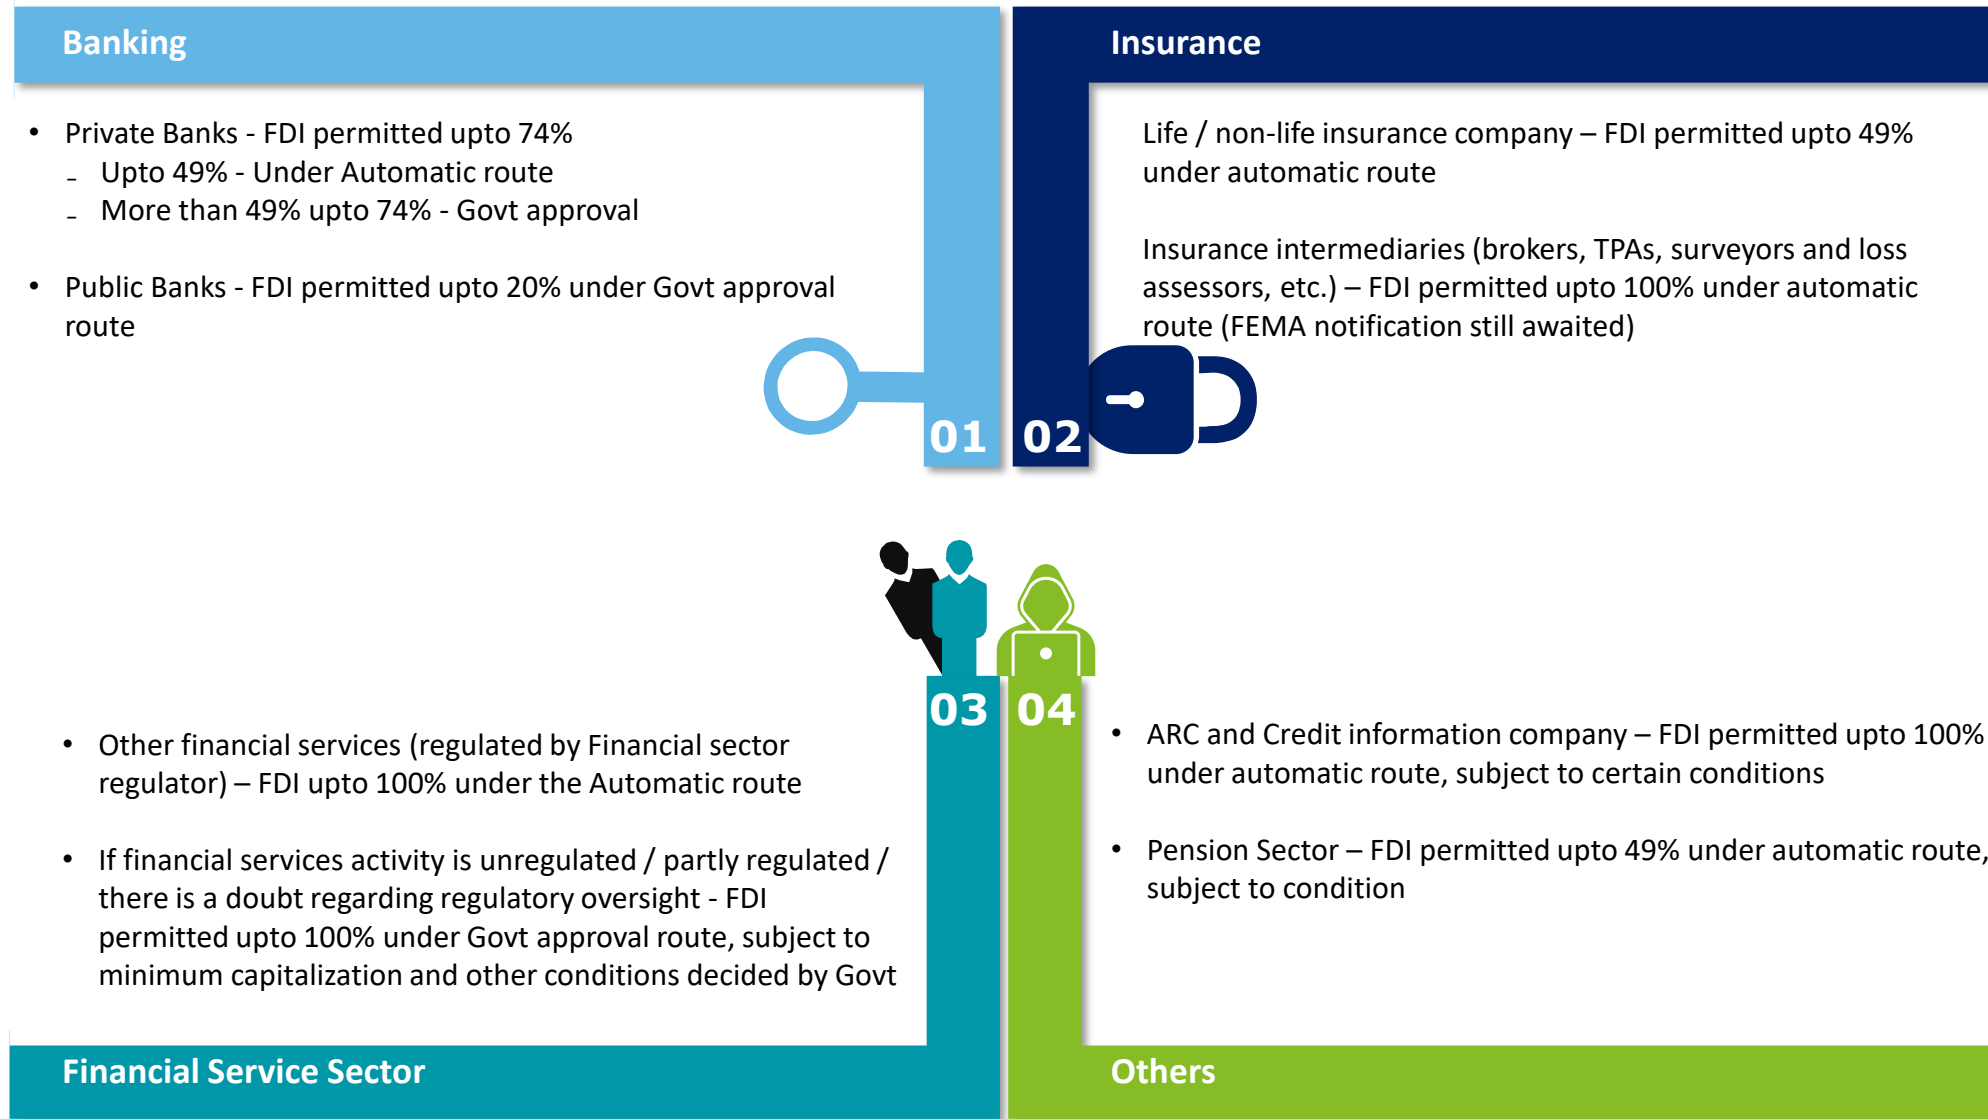 Banking
• Private Banks - FDI permitted upto 74%
– Upto 49% - Under Automatic route
– More than 49% upto 74% - Govt approval
• Public Banks - FDI permitted upto 20% under Govt approval
route
01
Insurance
Life / non-life insurance company – FDI permitted upto 49%
under automatic route
Insurance intermediaries (brokers, TPAs, surveyors and loss
assessors, etc.) – FDI permitted upto 100% under automatic
route (FEMA notification still awaited)
02
03
• Other financial services (regulated by Financial sector
regulator) – FDI upto 100% under the Automatic route
• If financial services activity is unregulated / partly regulated /
there is a doubt regarding regulatory oversight - FDI
permitted upto 100% under Govt approval route, subject to
minimum capitalization and other conditions decided by Govt
Financial Service Sector
04
• ARC and Credit information company – FDI permitted upto 100%
under automatic route, subject to certain conditions
• Pension Sector – FDI permitted upto 49% under automatic route,
subject to condition
Others